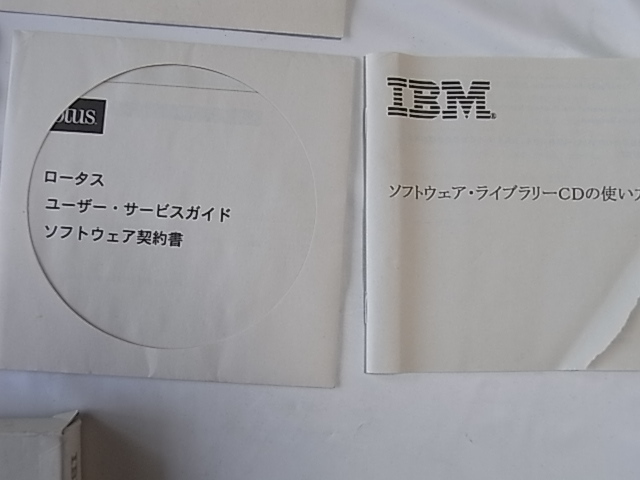 otus
ロータス
ユーザー・サービスガイド
ソフトウェア契約書
IBM
ソフトウェア・ライブラリーCDの使い方